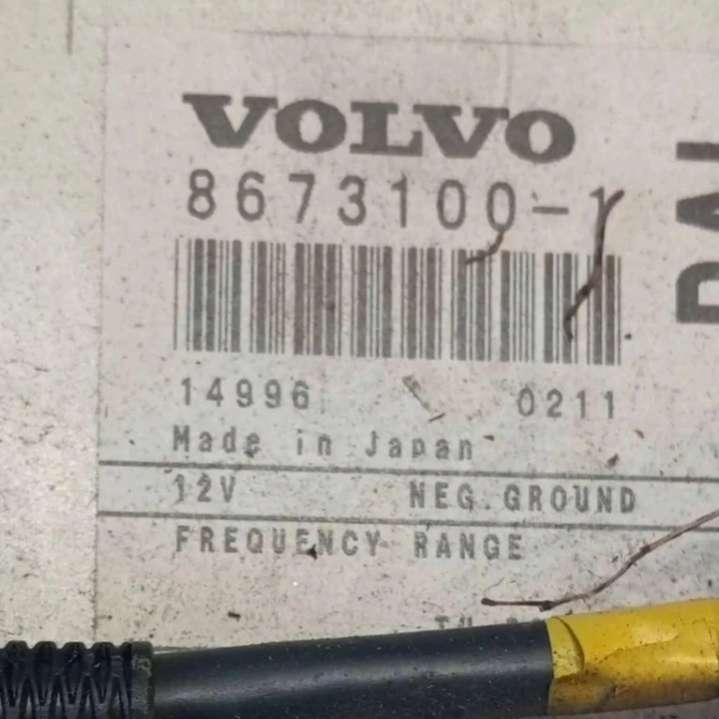 VOLVO
8673100-1
14996 0211
Made in Japan
12V NEG.GROUND
FREQUENCY RANGE